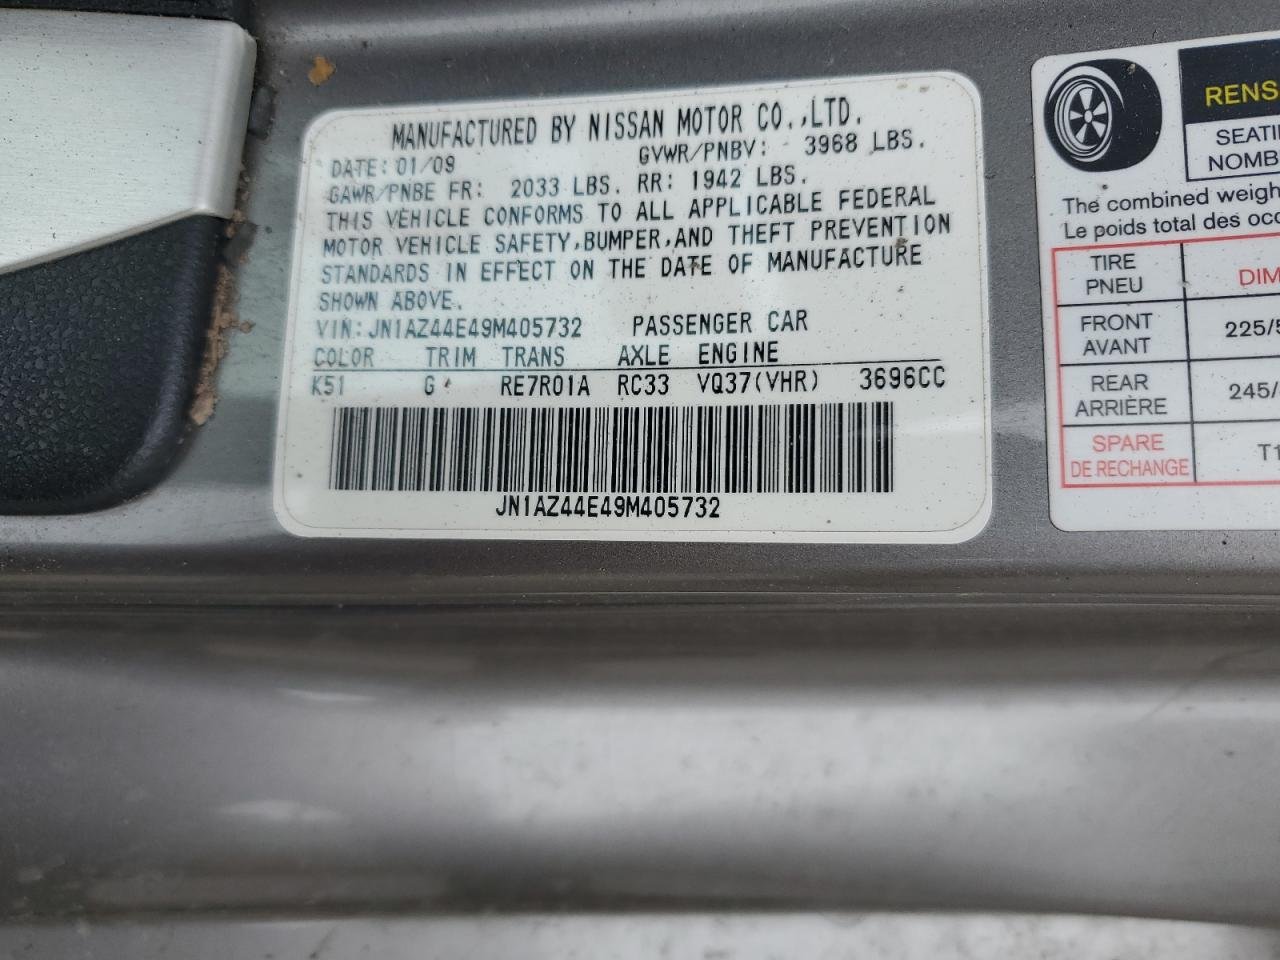 MANUFACTURED BY NISSAN MOTOR CO.,LTD.
DATE: 01/09 GVWR/PNBV: 3968 LBS.
GAWR/PNBE FR: 2033 LBS. RR: 1942 LBS.
THIS VEHICLE CONFORMS TO ALL APPLICABLE FEDERAL
MOTOR VEHICLE SAFETY,BUMPER,AND THEFT PREVENTION
STANDARDS IN EFFECT ON THE DATE OF MANUFACTURE
SHOWN ABOVE.
VIN: JN1AZ44E49M405732 PASSENGER CAR
COLOR TRIM TRANS AXLE ENGINE
K51 G RE7R01A RC33 VQ37(VHR) 3696CC
JN1AZ44E49M405732
RENS
SEATI
NOMB
The combined weigh
Le poids total des occ
TIRE
PNEU
DIM
FRONT
AVANT
225/5
REAR
ARRIÈRE
245/
SPARE
DE RECHANGE
T1